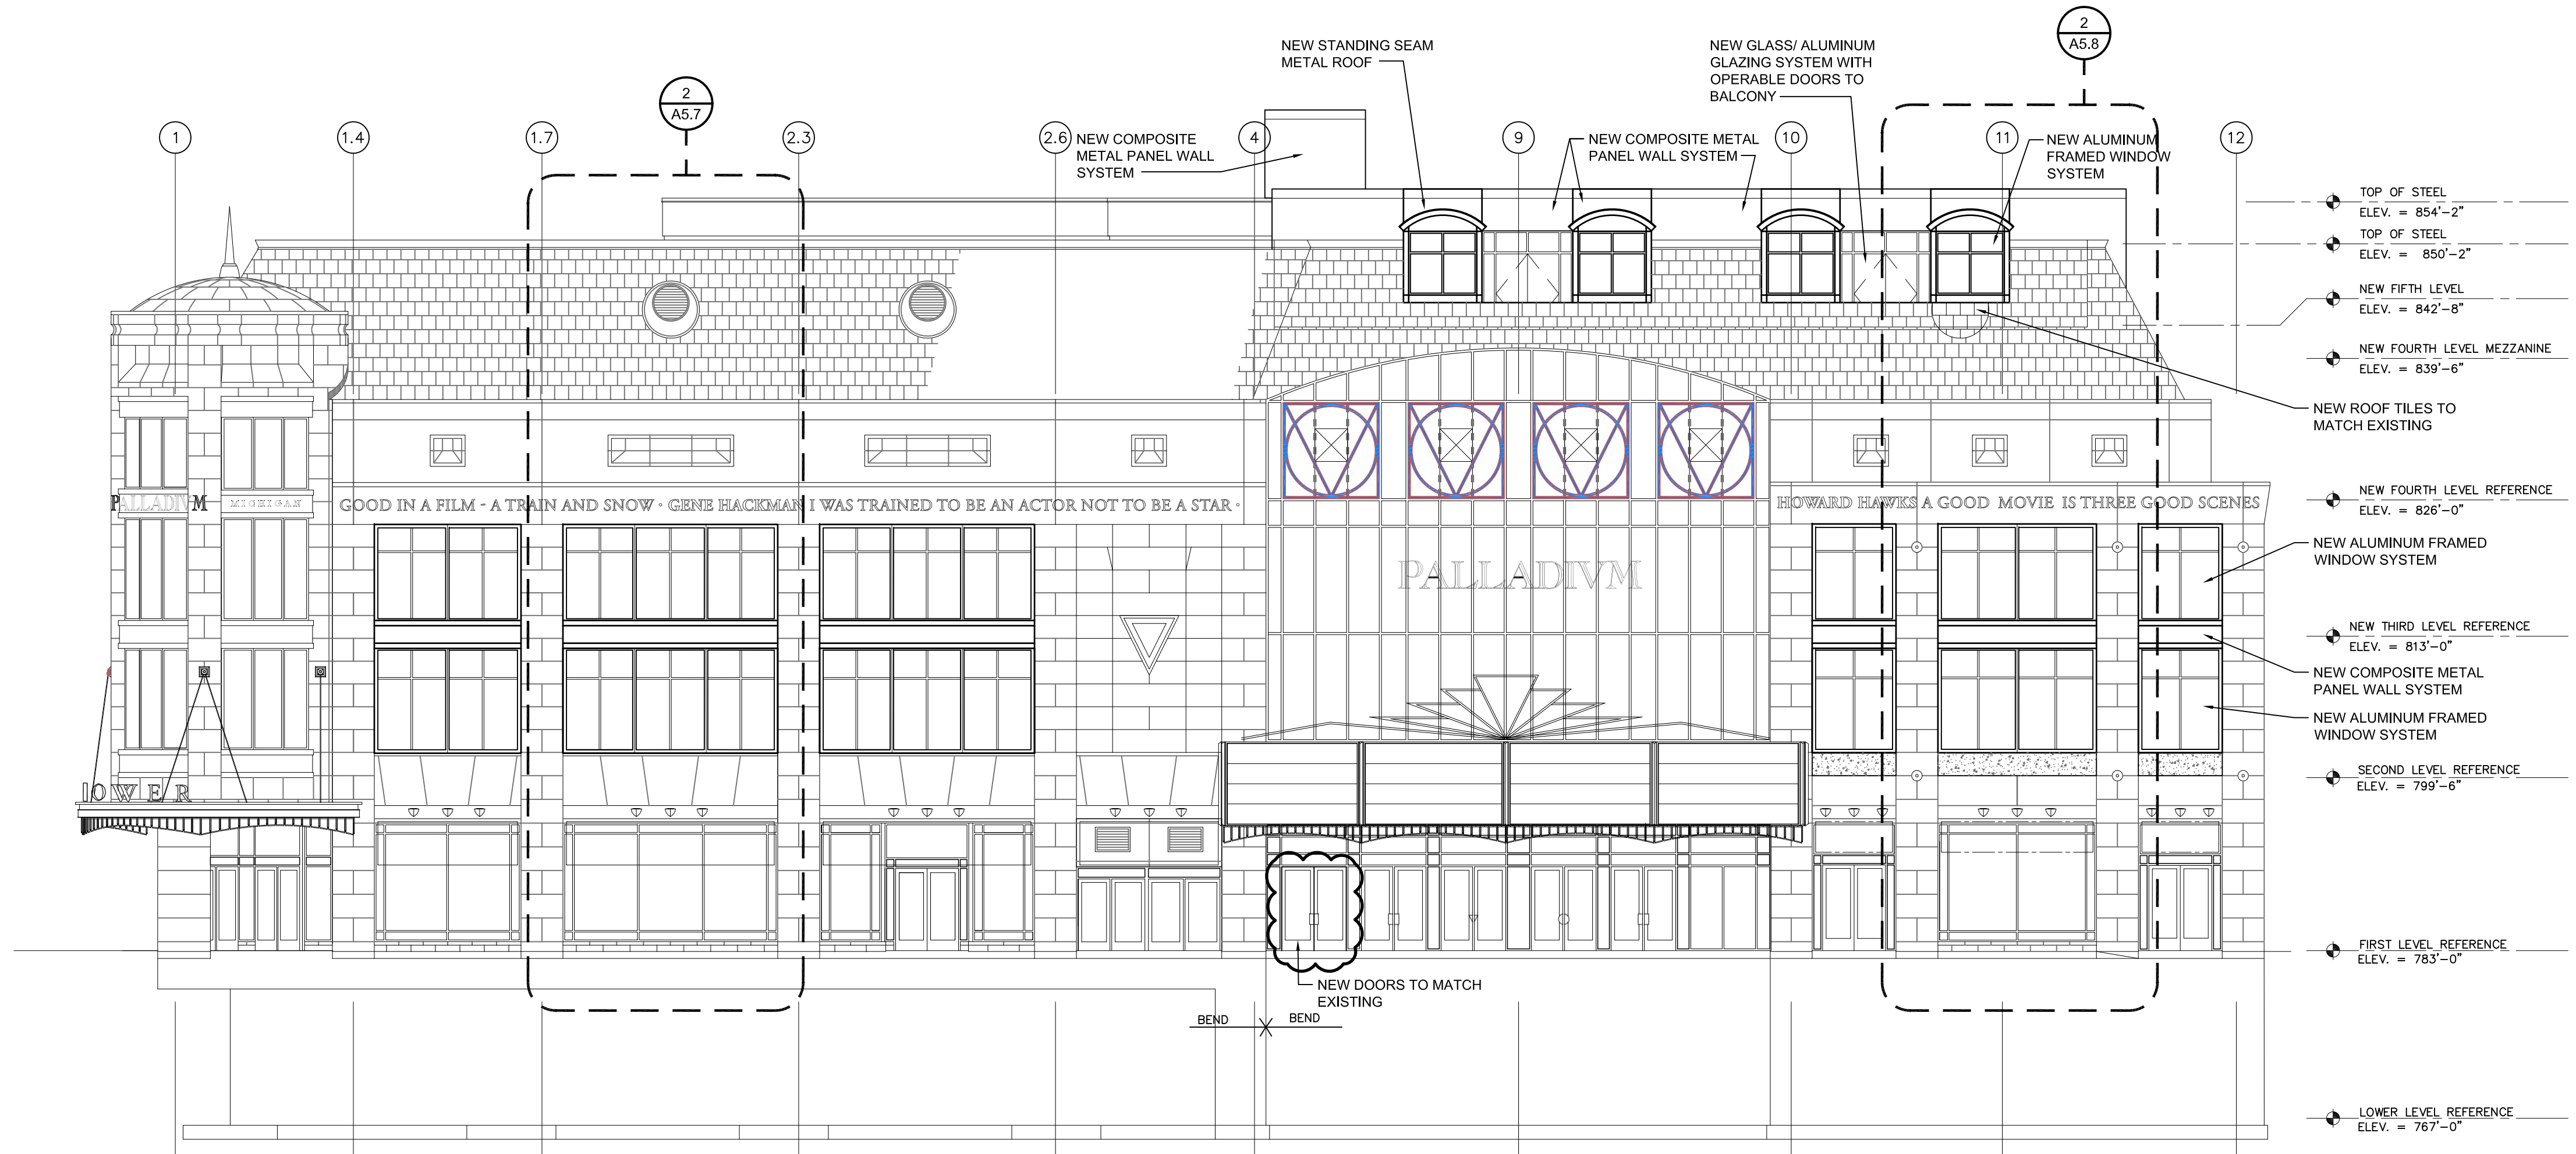 2
A5.8
NEW STANDING SEAM
METAL ROOF
NEW GLASS/ ALUMINUM
GLAZING SYSTEM WITH
OPERABLE DOORS TO
BALCONY
2
A5.7
1
1.4
1.7
2.3
2.6
4
9
10
11
12
NEW COMPOSITE
METAL PANEL WALL
SYSTEM
NEW COMPOSITE METAL
PANEL WALL SYSTEM
NEW ALUMINUM
FRAMED WINDOW
SYSTEM
TOP OF STEEL
ELEV. = 854'-2"
TOP OF STEEL
ELEV. = 850'-2"
NEW FIFTH LEVEL
ELEV. = 842'-8"
NEW FOURTH LEVEL MEZZANINE
ELEV. = 839'-6"
NEW ROOF TILES TO
MATCH EXISTING
PALLADIVM
MICHIGAN
GOOD IN A FILM - A TRAIN AND SNOW · GENE HACKMAN I WAS TRAINED TO BE AN ACTOR NOT TO BE A STAR ·
HOWARD HAWKS A GOOD MOVIE IS THREE GOOD SCENES
NEW FOURTH LEVEL REFERENCE
ELEV. = 826'-0"
NEW ALUMINUM FRAMED
WINDOW SYSTEM
PALLADIVM
NEW THIRD LEVEL REFERENCE
ELEV. = 813'-0"
NEW COMPOSITE METAL
PANEL WALL SYSTEM
NEW ALUMINUM FRAMED
WINDOW SYSTEM
SECOND LEVEL REFERENCE
ELEV. = 799'-6"
OWER
FIRST LEVEL REFERENCE
ELEV. = 783'-0"
NEW DOORS TO MATCH
EXISTING
BEND
BEND
LOWER LEVEL REFERENCE
ELEV. = 767'-0"